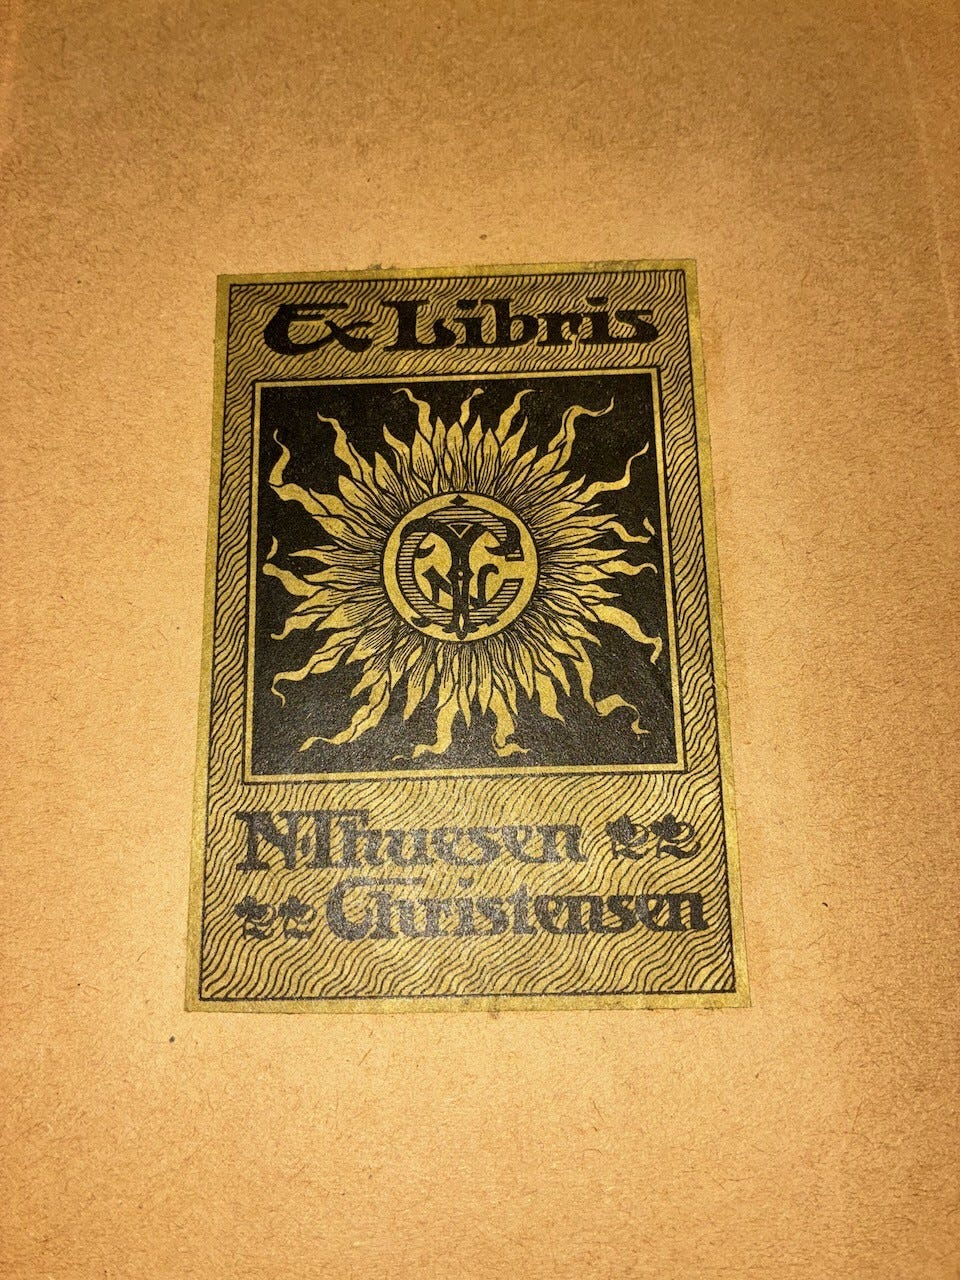 Ex Libris
N. Thuesen
Christensen